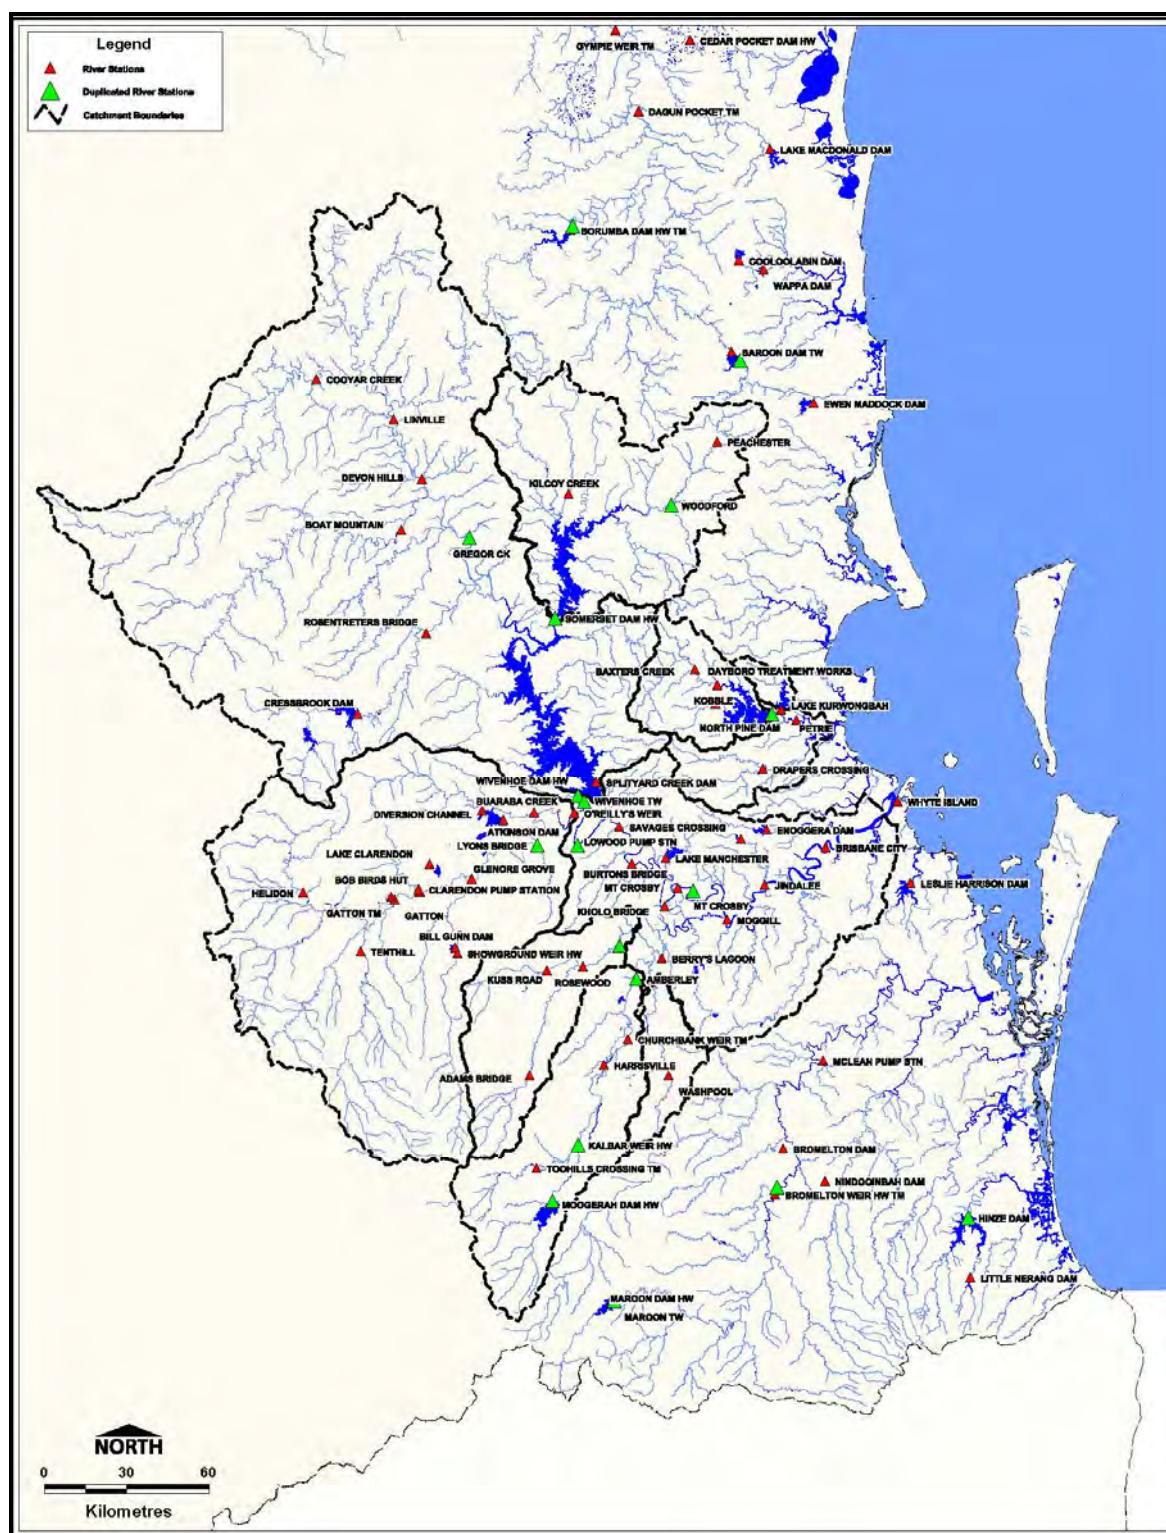 Legend
River Stations
Duplicated River Stations
Catchment Boundaries
GYMPIE WEIR TM
CEDAR POCKET DAM HW
DAGUN POCKET TM
LAKE MACDONALD DAM
BORUMBA DAM HW TM
COOLOOLABIN DAM
WAPPA DAM
BAROON DAM TW
COOYAR CREEK
EWEN MADDOCK DAM
LINVILLE
PEACHESTER
DEVON HILLS
KILCOY CREEK
WOODFORD
BOAT MOUNTAIN
GREGOR CK
SOMERSET DAM HW
ROSENTRETERS BRIDGE
BAXTERS CREEK
DAYBORO TREATMENT WORKS
CRESSBROOK DAM
KOBBLE
LAKE KURWONGBAH
NORTH PINE DAM
PETRIE
DRAPERS CROSSING
WIVENHOE DAM HW
SPLITYARD CREEK DAM
BUARABA CREEK
WIVENHOE TW
WHYTE ISLAND
DIVERSION CHANNEL
O'REILLY'S WEIR
ATKINSON DAM
SAVAGES CROSSING
ENOGGERA DAM
LYONS BRIDGE
LOWOOD PUMP STN
BRISBANE CITY
LAKE CLARENDON
LAKE MANCHESTER
GLENORE GROVE
BURTONS BRIDGE
BOB BIRDS HUT
CLARENDON PUMP STATION
MT CROSBY
JINDALEE
LESLIE HARRISON DAM
HELIDON
GATTON TM
GATTON
KHOLO BRIDGE
MT CROSBY
MOGGILL
BILL GUNN DAM
TENTHILL
SHOWGROUND WEIR HW
BERRY'S LAGOON
KUSS ROAD
ROSEWOOD
AMBERLEY
CHURCHBANK WEIR TM
MCLEAN PUMP STN
HARRISVILLE
ADAMS BRIDGE
WASHPOOL
KALBAR WEIR HW
BROMELTON DAM
TOOHILLS CROSSING TM
NINDOOINBAH DAM
BROMELTON WEIR HW TM
MOOGERAH DAM HW
HINZE DAM
LITTLE NERANG DAM
MAROON DAM HW
MAROON TW
NORTH
0 30 60
Kilometres